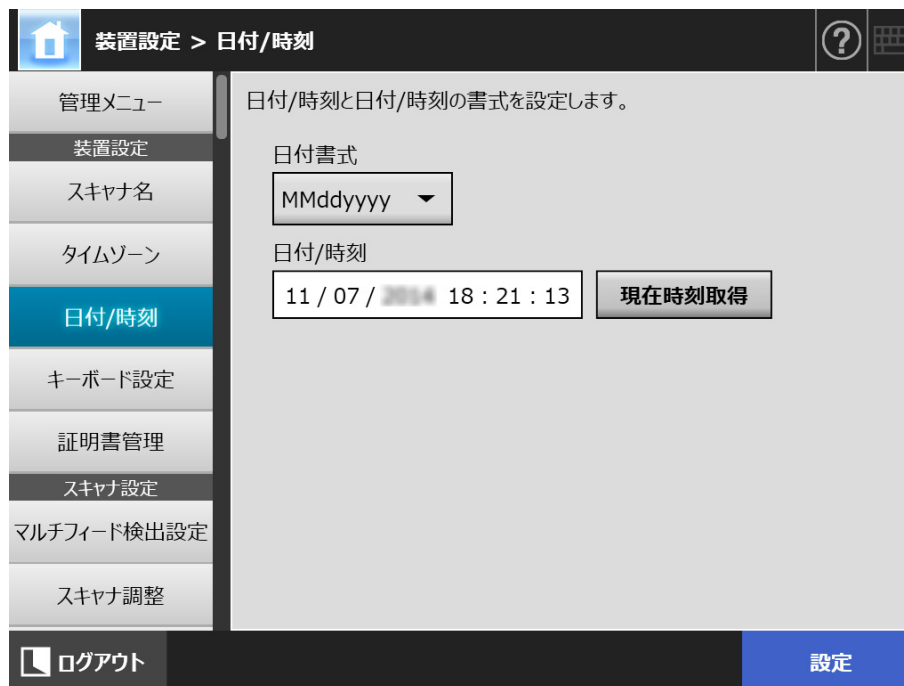 装置設定 > 日付/時刻
?
管理メニュー
装置設定
スキャナ名
タイムゾーン
日付/時刻
キーボード設定
証明書管理
スキャナ設定
マルチフィード検出設定
スキャナ調整
日付/時刻と日付/時刻の書式を設定します。
日付書式
MMddyyyy
日付/時刻
11 / 07 / 18 : 21 : 13
現在時刻取得
ログアウト
設定